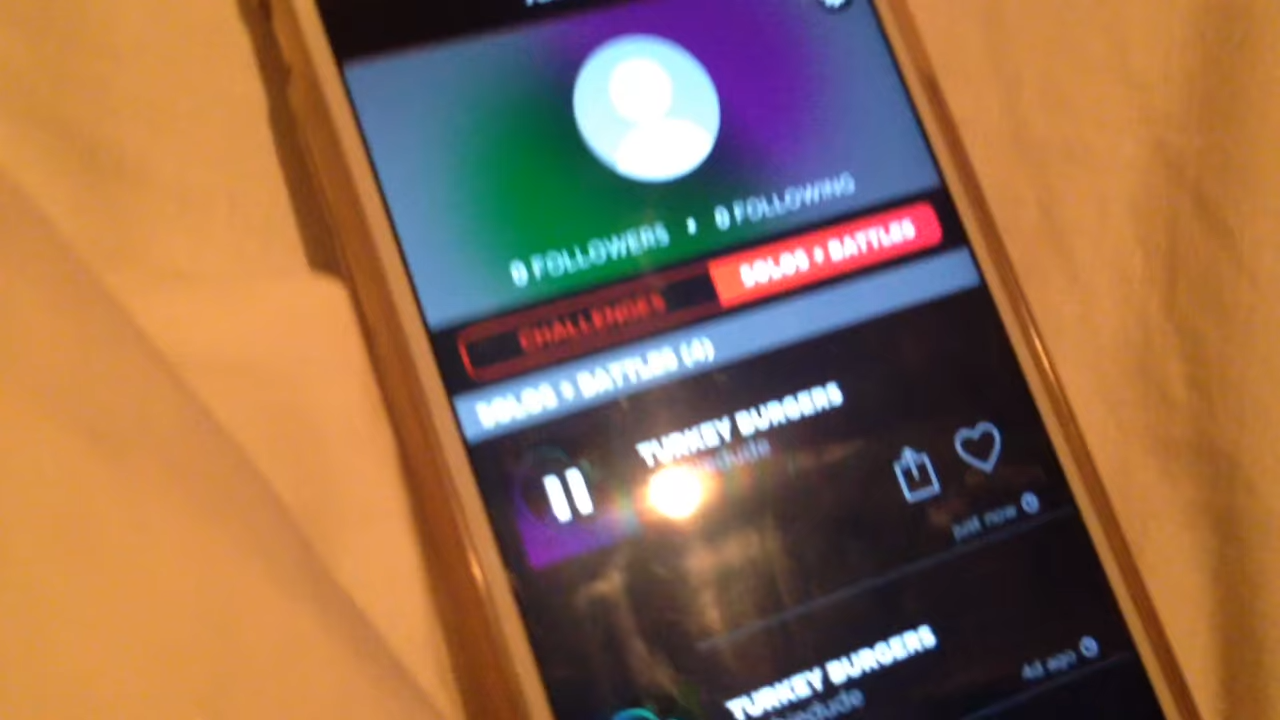 0 FOLLOWERS › 0 FOLLOWING
CHALLENGES
SOLOS › BATTLES
SOLOS › BATTLES (4)
TURKEY BURGERS
just now
TURKEY BURGERS
4d ago